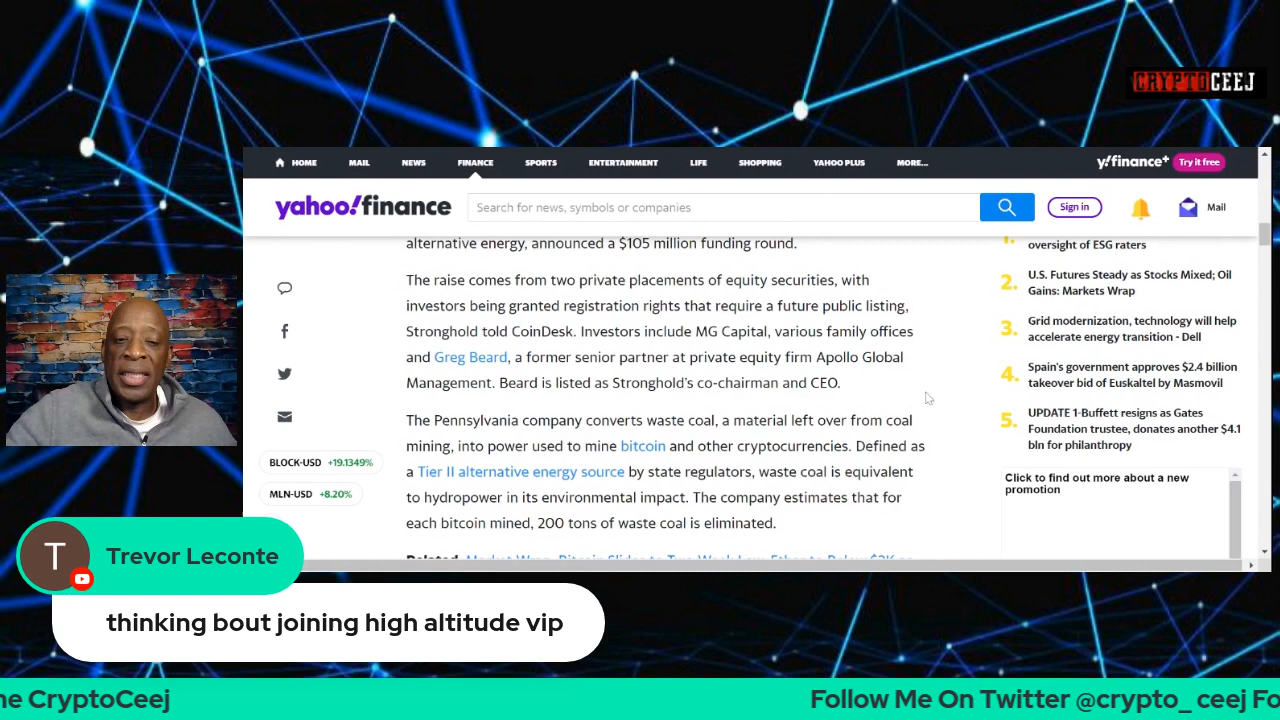 CRYPTOCEEJ
HOME MAIL NEWS FINANCE SPORTS ENTERTAINMENT LIFE SHOPPING YAHOO PLUS MORE... y!finance+ Try it free
yahoo!finance Search for news, symbols or companies Sign in Mail
alternative energy, announced a $105 million funding round.
The raise comes from two private placements of equity securities, with
investors being granted registration rights that require a future public listing,
Stronghold told CoinDesk. Investors include MG Capital, various family offices
and Greg Beard, a former senior partner at private equity firm Apollo Global
Management. Beard is listed as Stronghold's co-chairman and CEO.
The Pennsylvania company converts waste coal, a material left over from coal
mining, into power used to mine bitcoin and other cryptocurrencies. Defined as
a Tier II alternative energy source by state regulators, waste coal is equivalent
to hydropower in its environmental impact. The company estimates that for
each bitcoin mined, 200 tons of waste coal is eliminated.
1.
oversight of ESG raters
2. U.S. Futures Steady as Stocks Mixed; Oil
Gains: Markets Wrap
3. Grid modernization, technology will help
accelerate energy transition - Dell
4. Spain's government approves $2.4 billion
takeover bid of Euskaltel by Masmovil
5. UPDATE 1-Buffett resigns as Gates
Foundation trustee, donates another $4.1
bln for philanthropy
Click to find out more about a new
promotion
BLOCK-USD +19.1349%
MLN-USD +8.20%
T Trevor Leconte
thinking bout joining high altitude vip
he CryptoCeej Follow Me On Twitter @crypto_ ceej Fo